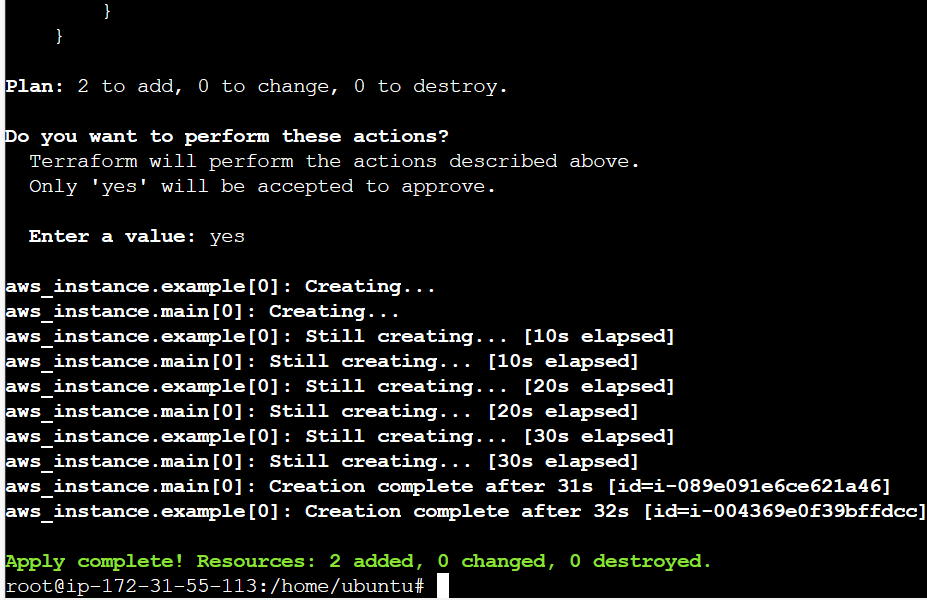 }
}
Plan: 2 to add, 0 to change, 0 to destroy.
Do you want to perform these actions?
Terraform will perform the actions described above.
Only 'yes' will be accepted to approve.
Enter a value: yes
aws_instance.example[0]: Creating...
aws_instance.main[0]: Creating...
aws_instance.example[0]: Still creating... [10s elapsed]
aws_instance.main[0]: Still creating... [10s elapsed]
aws_instance.example[0]: Still creating... [20s elapsed]
aws_instance.main[0]: Still creating... [20s elapsed]
aws_instance.example[0]: Still creating... [30s elapsed]
aws_instance.main[0]: Still creating... [30s elapsed]
aws_instance.main[0]: Creation complete after 31s [id=i-089e091e6ce621a46]
aws_instance.example[0]: Creation complete after 32s [id=i-004369e0f39bffdcc]
Apply complete! Resources: 2 added, 0 changed, 0 destroyed.
root@ip-172-31-55-113:/home/ubuntu#